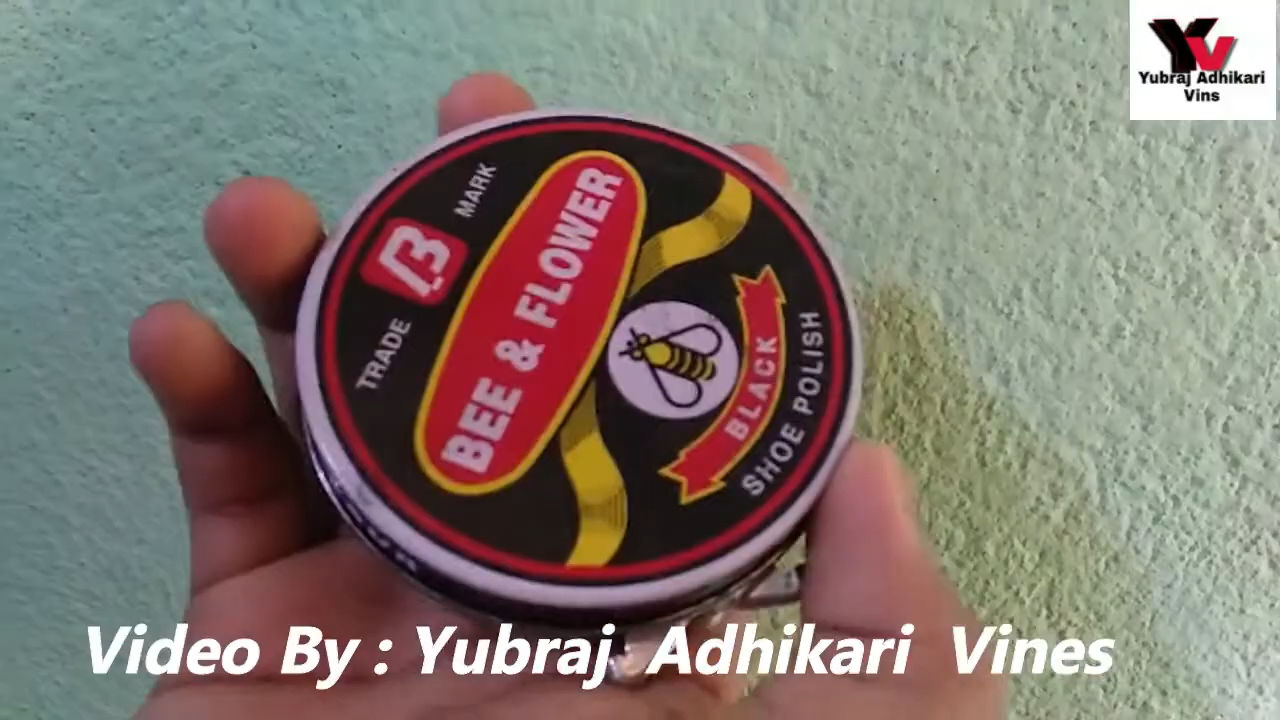 Yubraj Adhikari
Vins
TRADE B MARK
BEE & FLOWER
BLACK
SHOE POLISH
Video By : Yubraj Adhikari Vines